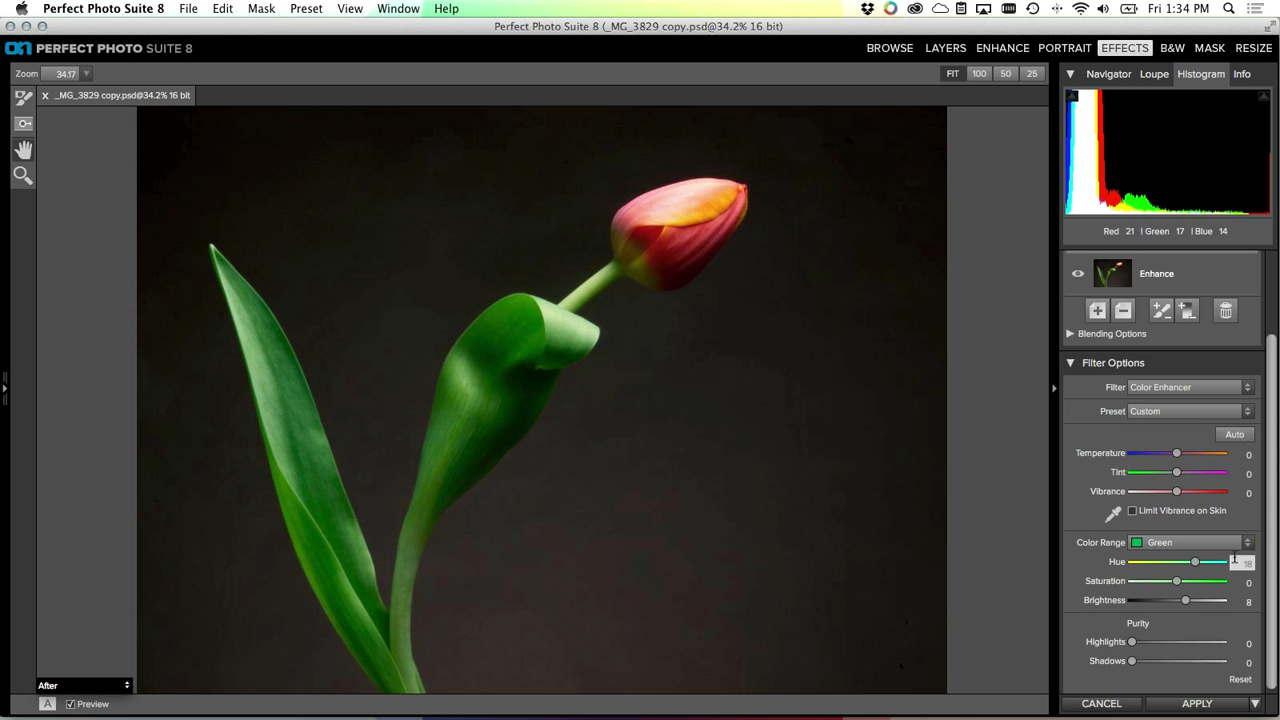 Perfect Photo Suite 8 File Edit Mask Preset View Window Help Fri 1:34 PM
Perfect Photo Suite 8 (_MG_3829 copy.psd@34.2% 16 bit)
on PERFECT PHOTO SUITE 8 BROWSE LAYERS ENHANCE PORTRAIT EFFECTS B&W MASK RESIZE
Zoom 34.17 FIT 100 50 25
Navigator Loupe Histogram Info
x _MG_3829 copy.psd@34.2% 16 bit
Red 21 | Green 17 | Blue 14
Enhance
Blending Options
Filter Options
Filter Color Enhancer
Preset Custom
Auto
Temperature 0
Tint 0
Vibrance 0
Limit Vibrance on Skin
Color Range Green
Hue 18
Saturation 0
Brightness 8
Purity
Highlights 0
Shadows 0
Reset
After
A Preview
CANCEL APPLY